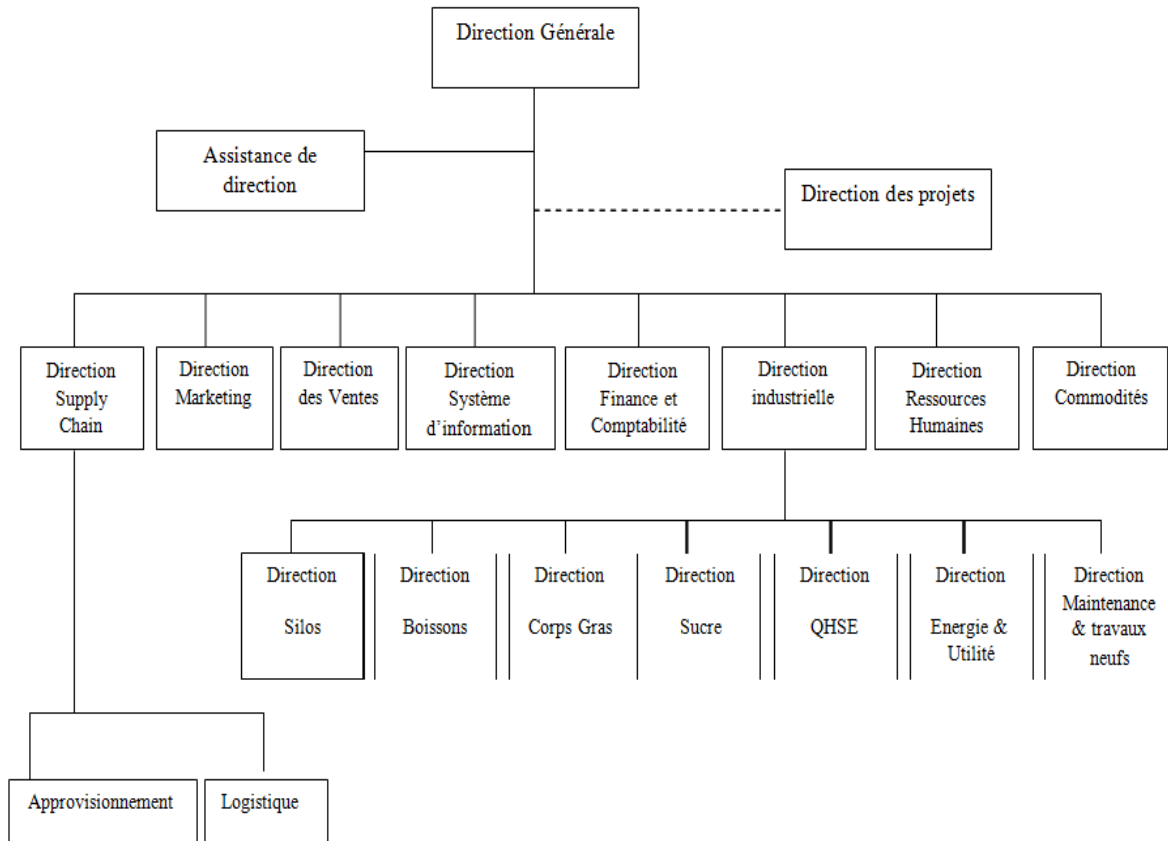 Direction Générale
Assistance de
direction
Direction des projets
Direction
Supply
Chain
Direction
Marketing
Direction
des Ventes
Direction
Système
d’information
Direction
Finance et
Comptabilité
Direction
industrielle
Direction
Ressources
Humaines
Direction
Commodités
Direction
Silos
Direction
Boissons
Direction
Corps Gras
Direction
Sucre
Direction
QHSE
Direction
Energie &
Utilité
Direction
Maintenance
& travaux
neufs
Approvisionnement
Logistique